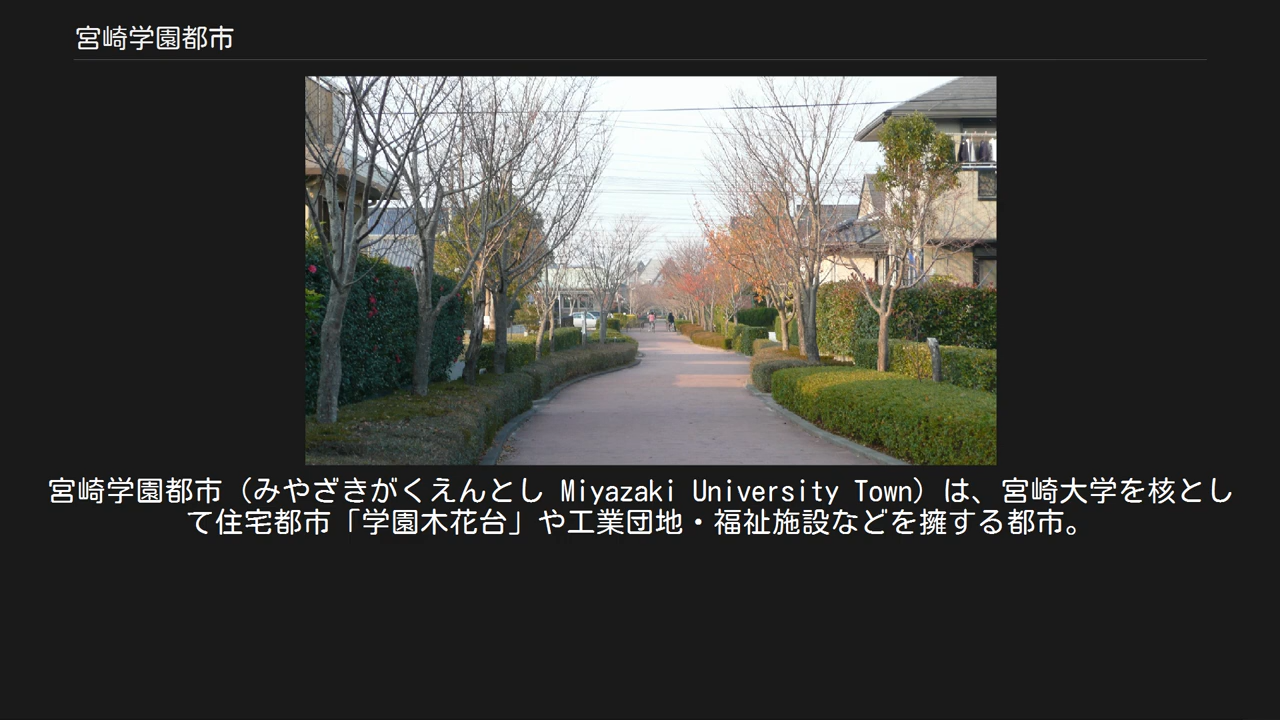 宮崎学園都市
宮崎学園都市（みやざきがくえんとし Miyazaki University Town）は、宮崎大学を核とし
て住宅都市「学園木花台」や工業団地・福祉施設などを擁する都市。